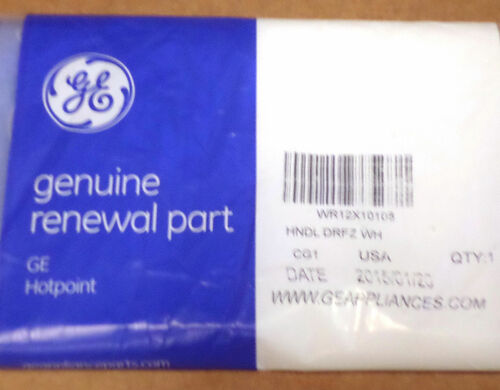 GE
genuine
renewal part
GE
Hotpoint
WR12X10108
HNDL DRFZ WH
CG1 USA QTY:1
DATE 2015/01/20
WWW.GEAPPLIANCES.COM